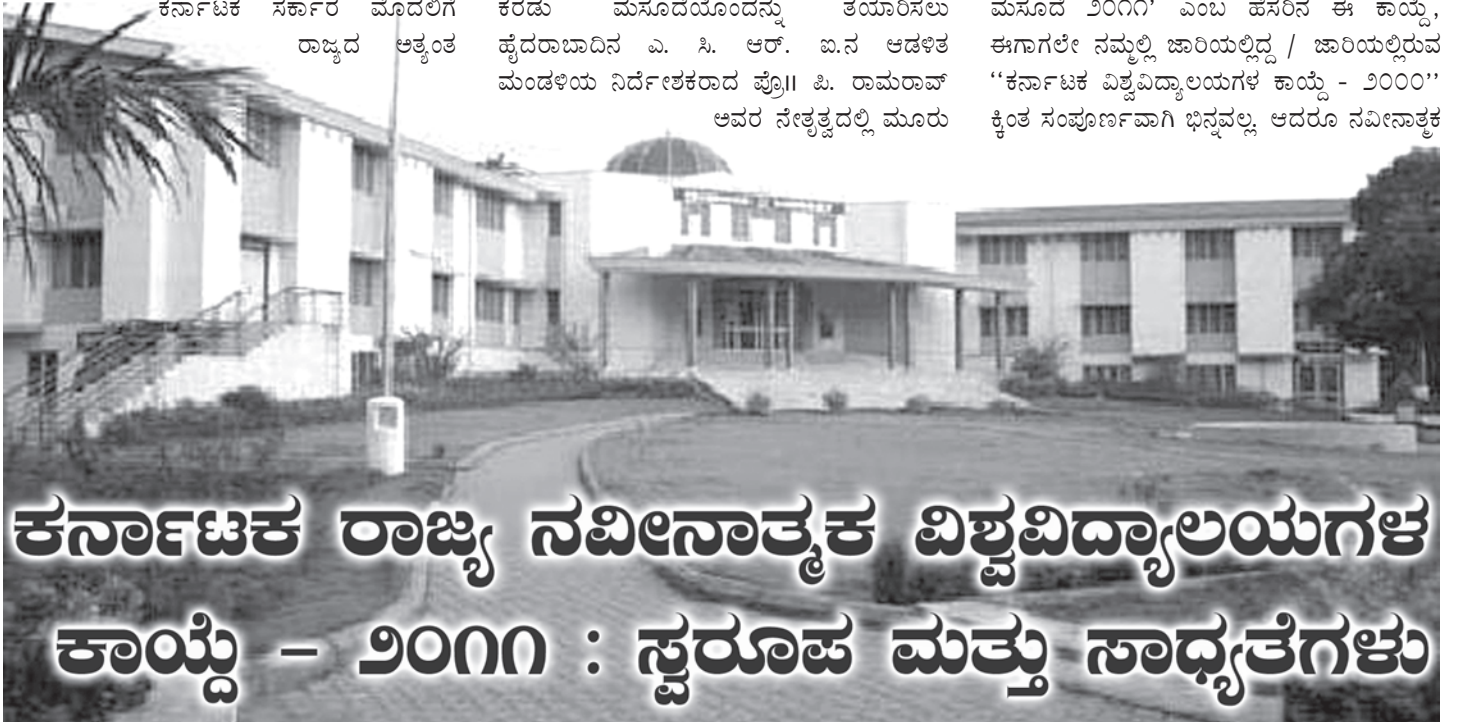 ಕರ್ನಾಟಕ ಸರ್ಕಾರ ಮೊದಲಿಗೆ
ರಾಜ್ಯದ ಅತ್ಯಂತ
ಕರಡು ಮಸೂದೆಯೊಂದನ್ನು ತಯಾರಿಸಲು
ಹೈದರಾಬಾದಿನ ಎ. ಸಿ. ಆರ್. ಐ.ನ ಆಡಳಿತ
ಮಂಡಳಿಯ ನಿರ್ದೇಶಕರಾದ ಪ್ರೊ॥ ಪಿ. ರಾಮರಾವ್
ಅವರ ನೇತೃತ್ವದಲ್ಲಿ ಮೂರು
ಮಸೂದೆ ೨೦೧೧’ ಎಂಬ ಹೆಸರಿನ ಈ ಕಾಯ್ದೆ,
ಈಗಾಗಲೇ ನಮ್ಮಲ್ಲಿ ಜಾರಿಯಲ್ಲಿದ್ದ / ಜಾರಿಯಲ್ಲಿರುವ
‘‘ಕರ್ನಾಟಕ ವಿಶ್ವವಿದ್ಯಾಲಯಗಳ ಕಾಯ್ದೆ - ೨೦೦೦’’
ಕ್ಕಿಂತ ಸಂಪೂರ್ಣವಾಗಿ ಭಿನ್ನವಲ್ಲ. ಆದರೂ ನವೀನಾತ್ಮಕ
ಕರ್ನಾಟಕ ರಾಜ್ಯ ನವೀನಾತ್ಮಕ ವಿಶ್ವವಿದ್ಯಾಲಯಗಳ
ಕಾಯ್ದೆ – ೨೦೧೧ : ಸ್ವರೂಪ ಮತ್ತು ಸಾಧ್ಯತೆಗಳು